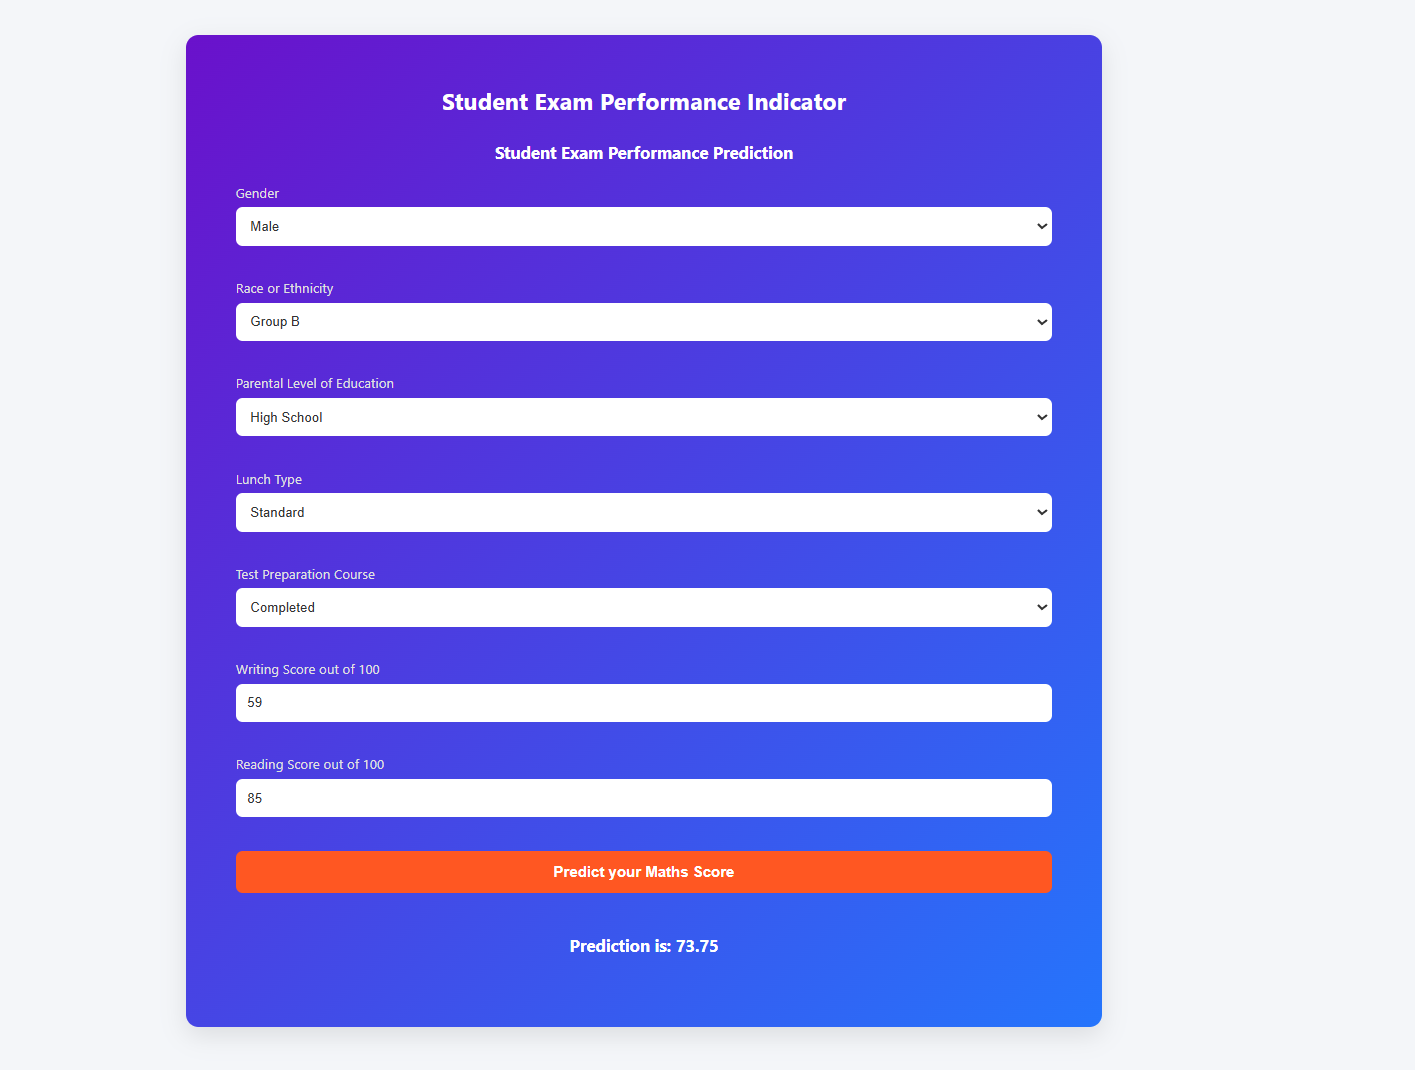 Student Exam Performance Indicator
Student Exam Performance Prediction
Gender
Male
Race or Ethnicity
Group B
Parental Level of Education
High School
Lunch Type
Standard
Test Preparation Course
Completed
Writing Score out of 100
59
Reading Score out of 100
85
Predict your Maths Score
Prediction is: 73.75